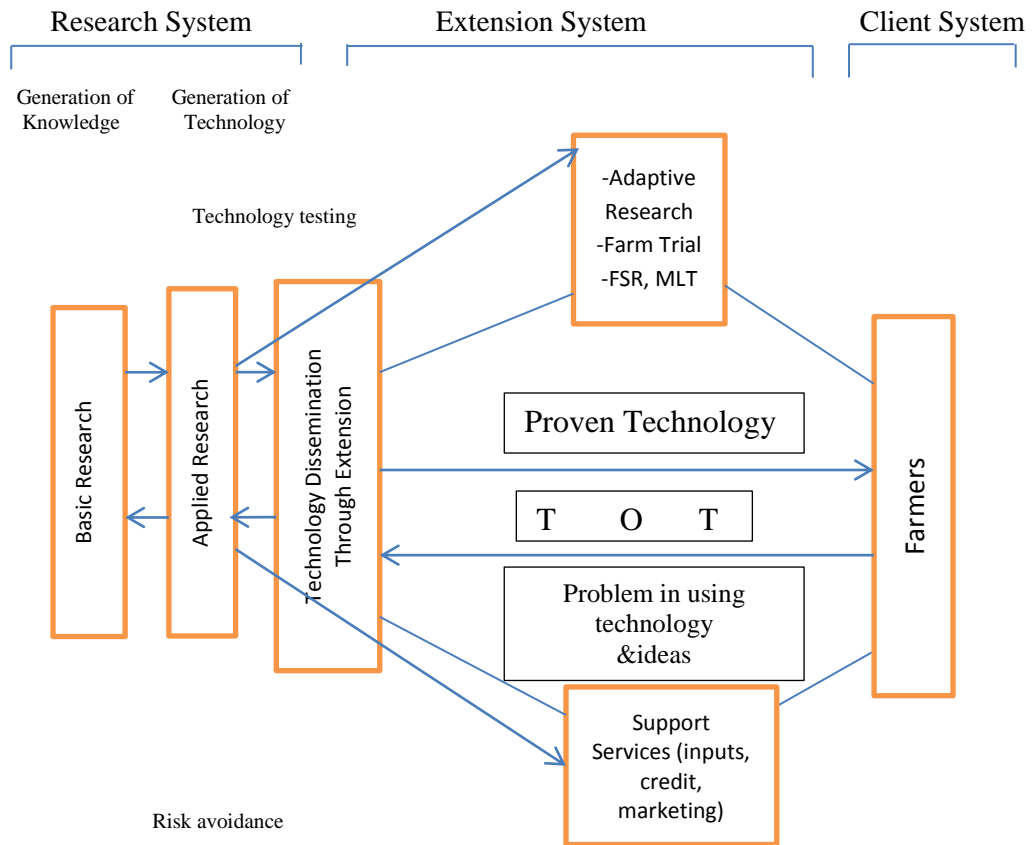 Research System
Extension System
Client System
Generation of
Knowledge
Generation of
Technology
Technology testing
-Adaptive
Research
-Farm Trial
-FSR, MLT
Basic Research
Applied Research
Technology Dissemination
Through Extension
Proven Technology
T O T
Problem in using
technology
&ideas
Farmers
Support
Services (inputs,
credit,
marketing)
Risk avoidance